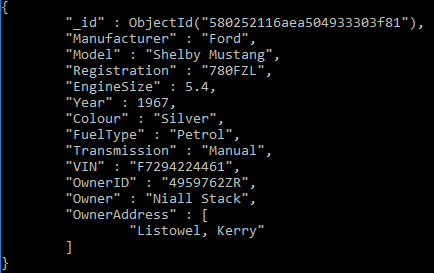 {
"_id" : ObjectId("580252116aea504933303f81"),
"Manufacturer" : "Ford",
"Model" : "Shelby Mustang",
"Registration" : "780FZL",
"EngineSize" : 5.4,
"Year" : 1967,
"Colour" : "Silver",
"FuelType" : "Petrol",
"Transmission" : "Manual",
"VIN" : "F7294224461",
"OwnerID" : "4959762ZR",
"Owner" : "Niall Stack",
"OwnerAddress" : [
"Listowel, Kerry"
]
}